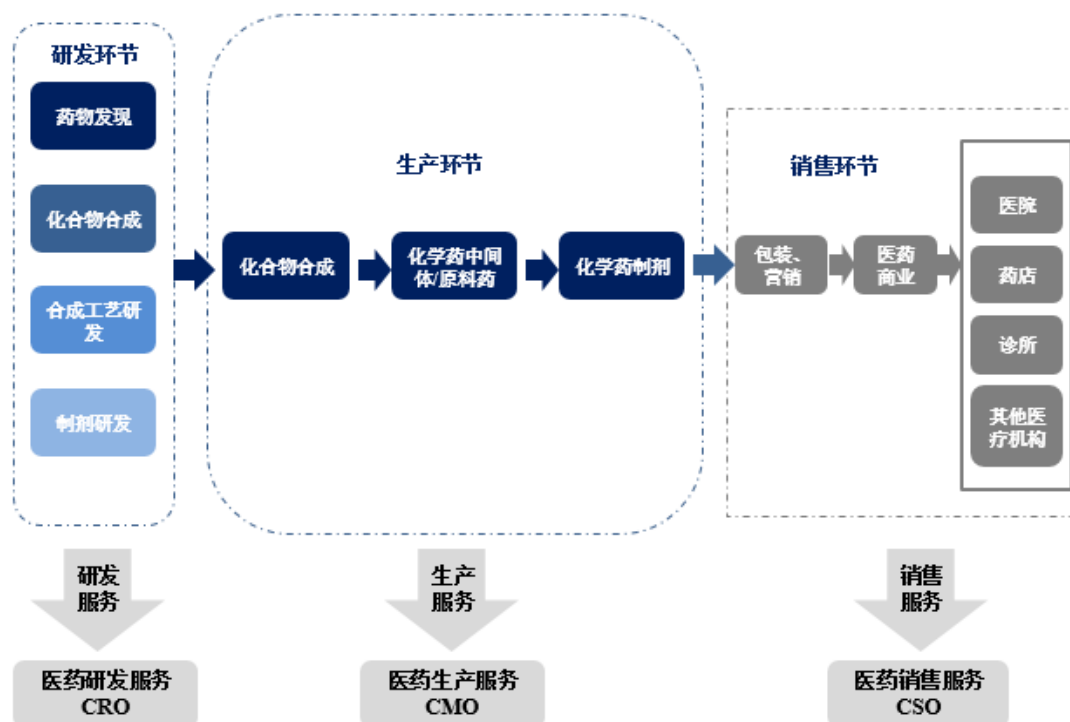 研发环节
药物发现
化合物合成
合成工艺研
发
制剂研发
生产环节
化合物合成
化学药中间
体/原料药
化学药制剂
销售环节
包装、
营销
医药
商业
医院
药店
诊所
其他医
疗机构
研发
服务
生产
服务
销售
服务
医药研发服务
CRO
医药生产服务
CMO
医药销售服务
CSO